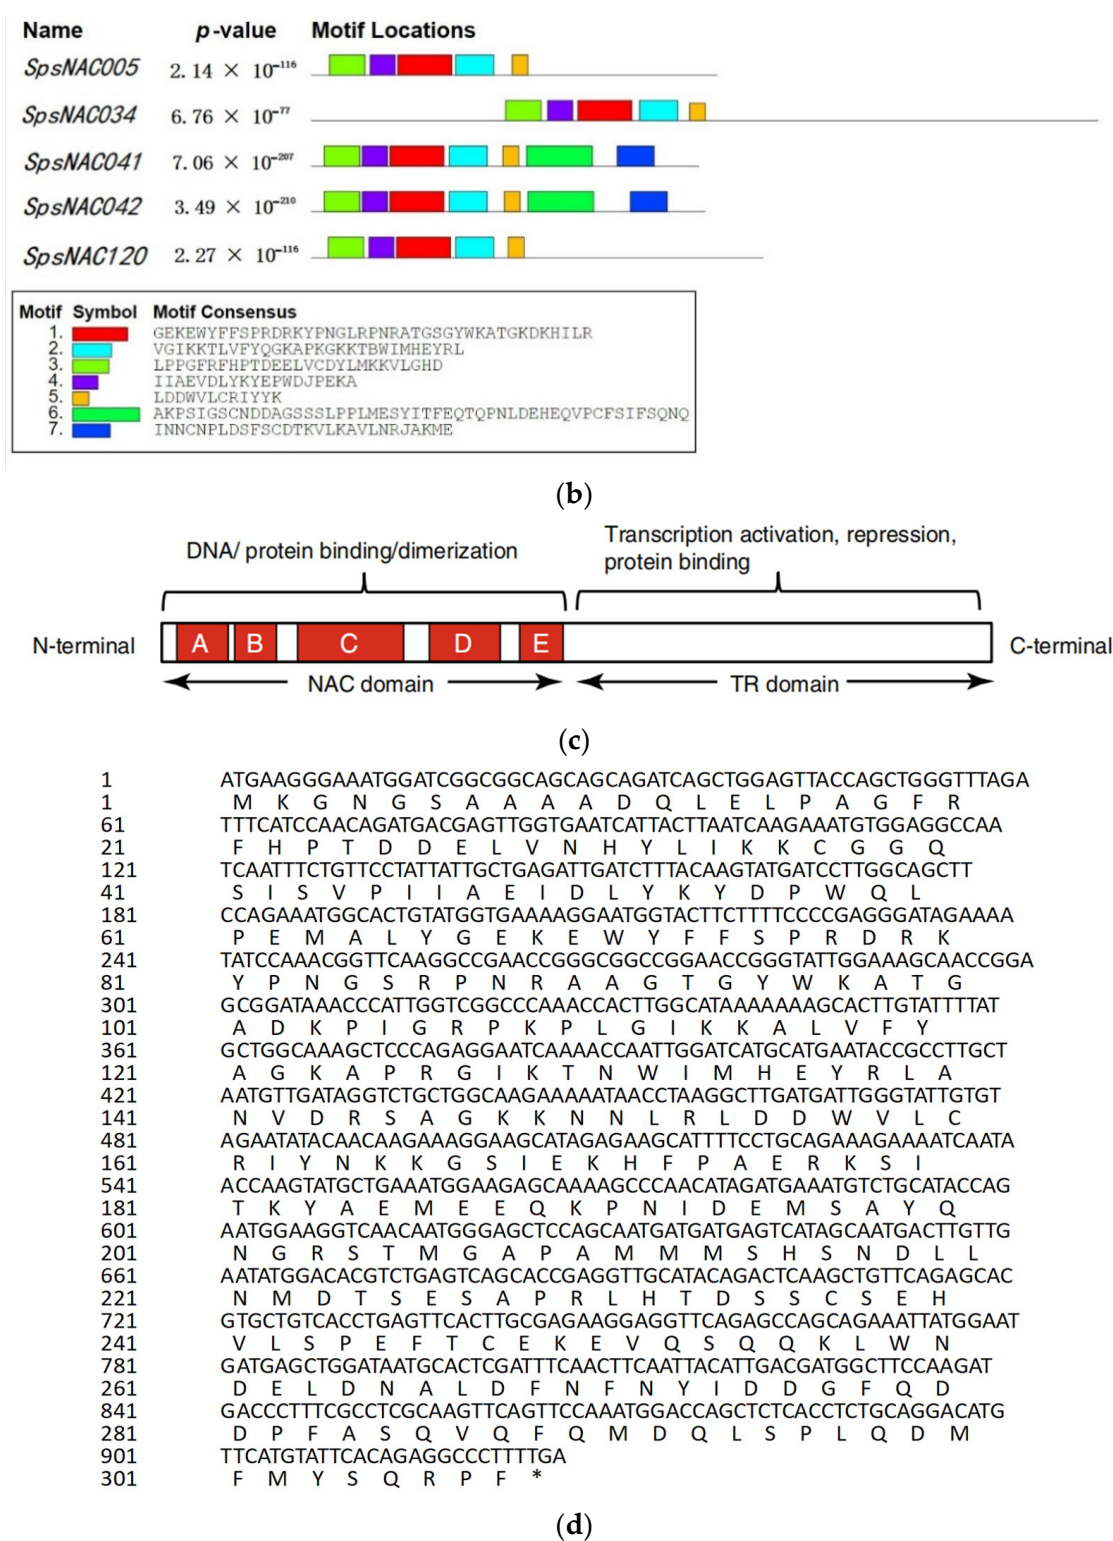 Name p-value Motif Locations
SpsNAC005 2.14 × 10⁻¹¹⁶
SpsNAC034 6.76 × 10⁻⁷⁷
SpsNAC041 7.06 × 10⁻²⁰⁷
SpsNAC042 3.49 × 10⁻²¹⁰
SpsNAC120 2.27 × 10⁻¹¹⁶
Motif Symbol Motif Consensus
1. GEKEWYFFSPRDRKYPNGLRPNRATGSGYWKATGKDKHILR
2. VGIKKTLVFYQGKAPKGKKTBWIMHEYRL
3. LPPGFRFHPTDEELVCDYLMKKVLGHD
4. IIAEVDLYKYEPWDJPEKA
5. LDDWVLCRIYYK
6. AKPSIGSCNDDAGSSSLPPLMESYITFEQTQPNLDEHEQVPCFSIFSQNQ
7. INNCNPLDSFSCDTKVLKAVLNRJAKME
(b)
DNA/ protein binding/dimerization
Transcription activation, repression,
protein binding
N-terminal A B C D E C-terminal
NAC domain TR domain
(c)
1 ATGAAGGGAAATGGATCGGCGGCAGCAGCAGATCAGCTGGAGTTACCAGCTGGGTTTAGA
1 M K G N G S A A A A D Q L E L P A G F R
61 TTTCATCCAACAGATGACGAGTTGGTGAATCATTACTTAATCAAGAAATGTGGAGGCCAA
21 F H P T D D E L V N H Y L I K K C G G Q
121 TCAATTTCTGTTCCTATTATTGCTGAGATTGATCTTTACAAGTATGATCCTTGGCAGCTT
41 S I S V P I I A E I D L Y K Y D P W Q L
181 CCAGAAATGGCACTGTATGGTGAAAAGGAATGGTACTTCTTTTCCCCGAGGGATAGAAAA
61 P E M A L Y G E K E W Y F F S P R D R K
241 TATCCAAACGGTTCAAGGCCGAACCGGGCGGCCGGAACCGGGTATTGGAAAGCAACCGGA
81 Y P N G S R P N R A A G T G Y W K A T G
301 GCGGATAAACCCATTGGTCGGCCCAAACCACTTGGCATAAAAAAAGCACTTGTATTTTAT
101 A D K P I G R P K P L G I K K A L V F Y
361 GCTGGCAAAGCTCCCAGAGGAATCAAAACCAATTGGATCATGCATGAATACCGCCTTGCT
121 A G K A P R G I K T N W I M H E Y R L A
421 AATGTTGATAGGTCTGCTGGCAAGAAAAATAACCTAAGGCTTGATGATTGGGTATTGTGT
141 N V D R S A G K K N N L R L D D W V L C
481 AGAATATACAACAAGAAAGGAAGCATAGAGAAGCATTTTCCTGCAGAAAGAAAATCAATA
161 R I Y N K K G S I E K H F P A E R K S I
541 ACCAAGTATGCTGAAATGGAAGAGCAAAAGCCCAACATAGATGAAATGTCTGCATACCAG
181 T K Y A E M E E Q K P N I D E M S A Y Q
601 AATGGAAGGTCAACAATGGGAGCTCCAGCAATGATGATGAGTCATAGCAATGACTTGTTG
201 N G R S T M G A P A M M M S H S N D L L
661 AATATGGACACGTCTGAGTCAGCACCGAGGTTGCATACAGACTCAAGCTGTTCAGAGCAC
221 N M D T S E S A P R L H T D S S C S E H
721 GTGCTGTCACCTGAGTTCACTTGCGAGAAGGAGGTTCAGAGCCAGCAGAAATTATGGAAT
241 V L S P E F T C E K E V Q S Q Q K L W N
781 GATGAGCTGGATAATGCACTCGATTTCAACTTCAATTACATTGACGATGGCTTCCAAGAT
261 D E L D N A L D F N F N Y I D D G F Q D
841 GACCCTTTCGCCTCGCAAGTTCAGTTCCAAATGGACCAGCTCTCACCTCTGCAGGACATG
281 D P F A S Q V Q F Q M D Q L S P L Q D M
901 TTCATGTATTCACAGAGGCCCTTTTGA
301 F M Y S Q R P F *
(d)